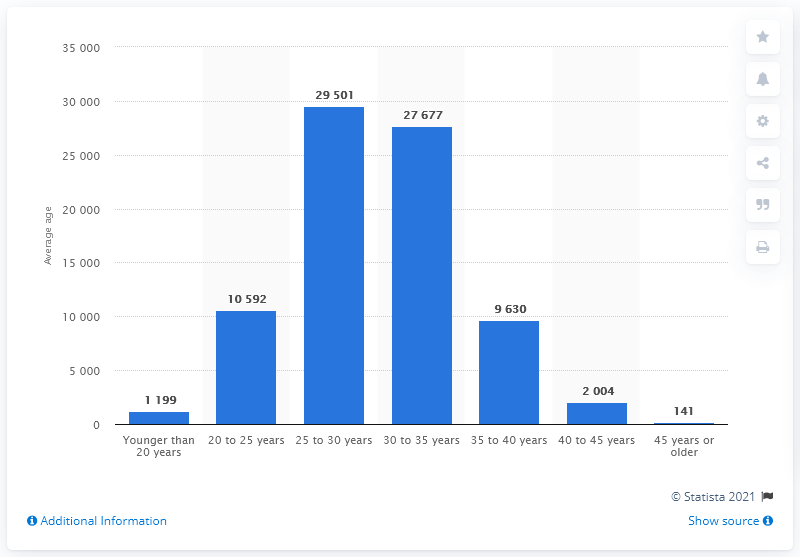 35 000
30 000
25 000
20 000
15 000
10 000
5 000
0
Average age
1 199
10 592
29 501
27 677
9 630
2 004
141
Younger than
20 years
20 to 25 years
25 to 30 years
30 to 35 years
35 to 40 years
40 to 45 years
45 years or
older
© Statista 2021
Additional Information
Show source